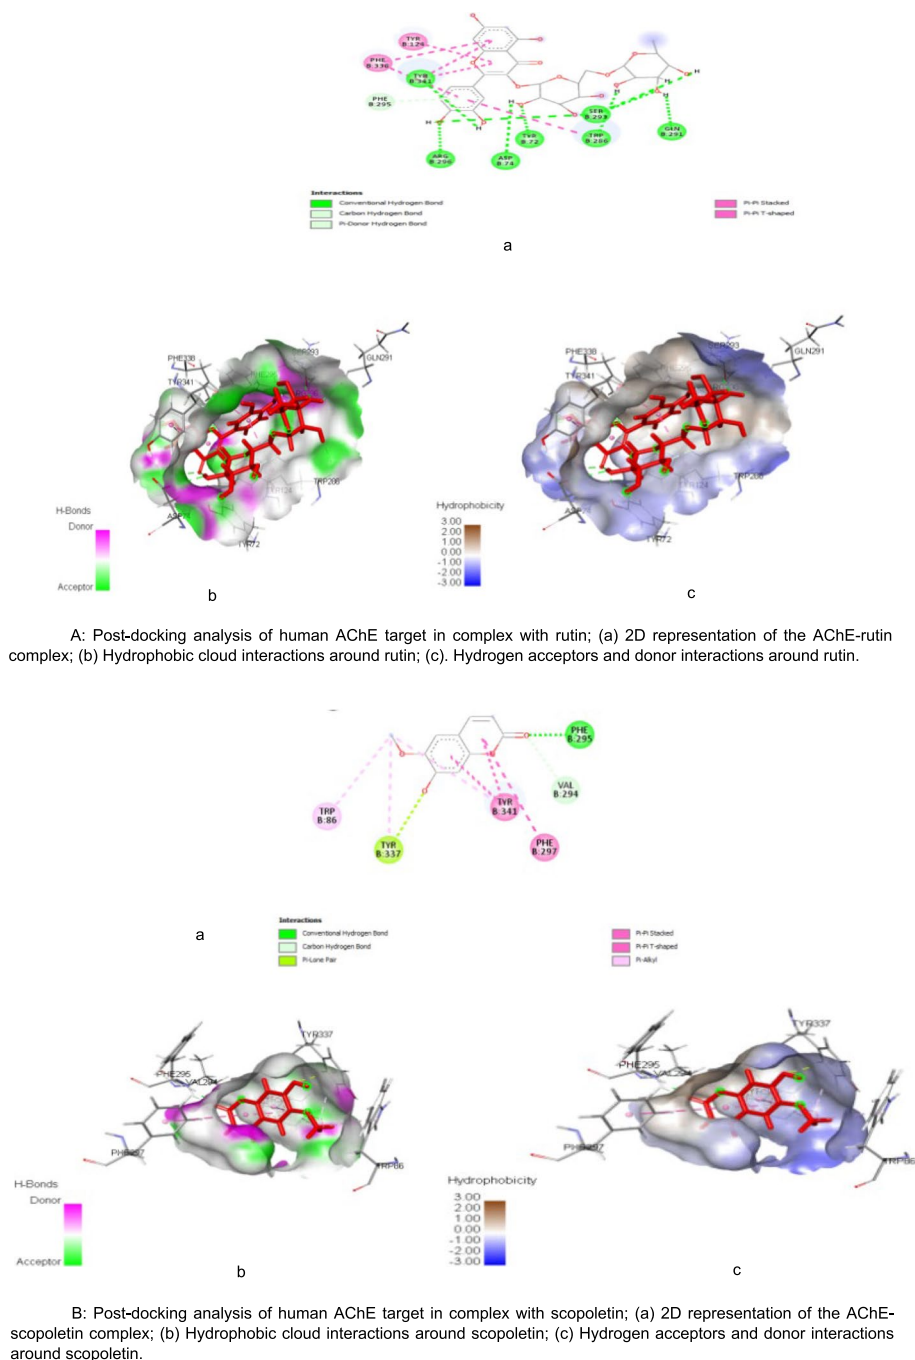 TYR
B:124
PHE
B:338
TYR
B:341
PHE
B:295
H
H
H
H
H
H
H
SER
B:293
TYR
B:72
TRP
B:286
GLN
B:291
ARG
B:296
ASP
B:74
Interactions
Conventional Hydrogen Bond
Carbon Hydrogen Bond
Pi-Donor Hydrogen Bond
Pi-Pi Stacked
Pi-Pi T-shaped
a
PHE338
TYR341
GLN291
TYR72
H-Bonds
Donor
Acceptor
b
PHE338
TYR341
GLN291
TYR72
Hydrophobicity
3.00
2.00
1.00
0.00
-1.00
-2.00
-3.00
c
A: Post-docking analysis of human AChE target in complex with rutin; (a) 2D representation of the AChE-rutin
complex; (b) Hydrophobic cloud interactions around rutin; (c). Hydrogen acceptors and donor interactions around rutin.
PHE
B:295
VAL
B:294
TYR
B:341
TRP
B:86
TYR
B:337
PHE
B:297
a
Interactions
Conventional Hydrogen Bond
Carbon Hydrogen Bond
Pi-Lone Pair
Pi-Pi Stacked
Pi-Pi T-shaped
Pi-Alkyl
TYR337
PHE295
VAL294
PHE297
TRP86
H-Bonds
Donor
Acceptor
b
TYR337
PHE295
VAL294
PHE297
TRP86
Hydrophobicity
3.00
2.00
1.00
0.00
-1.00
-2.00
-3.00
c
B: Post-docking analysis of human AChE target in complex with scopoletin; (a) 2D representation of the AChE-
scopoletin complex; (b) Hydrophobic cloud interactions around scopoletin; (c) Hydrogen acceptors and donor interactions
around scopoletin.